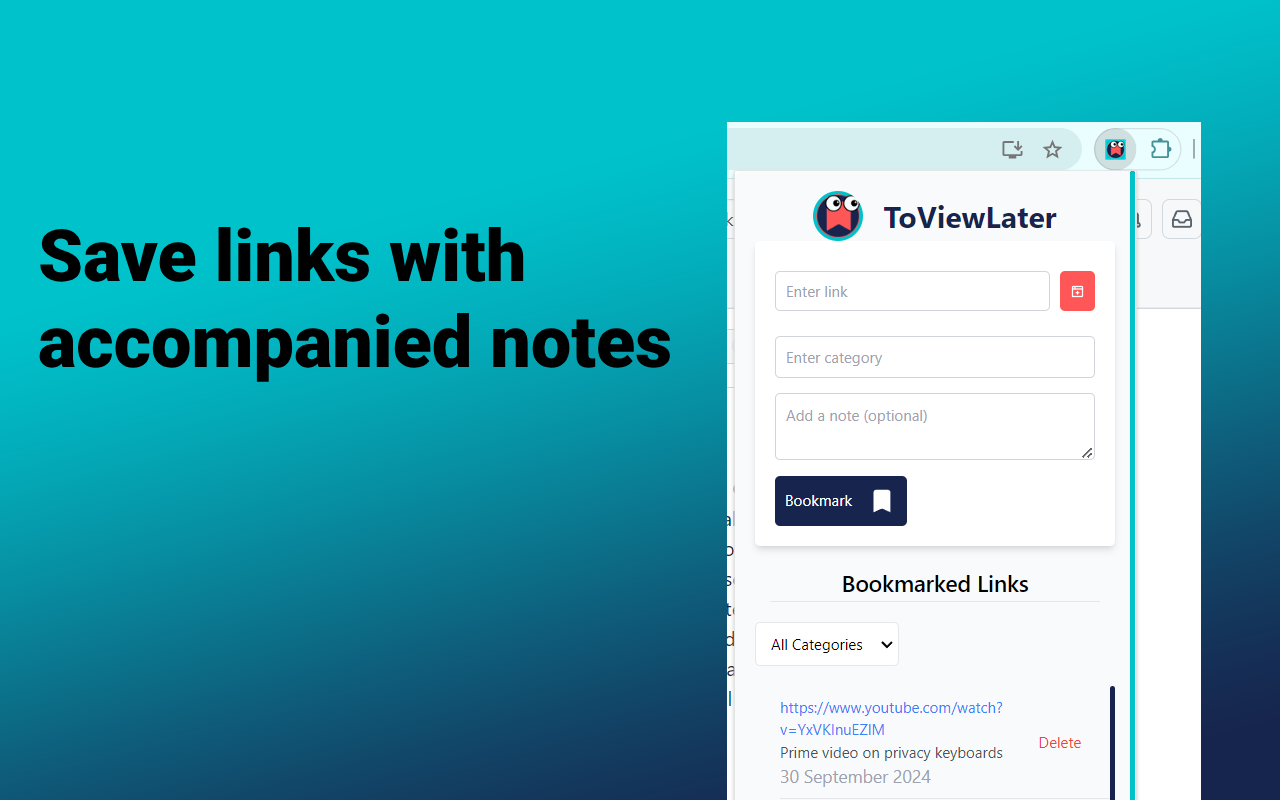 Save links with
accompanied notes
ToViewLater
Enter link
Enter category
Add a note (optional)
Bookmark
Bookmarked Links
All Categories
https://www.youtube.com/watch?
v=YxVKlnuEZIM
Prime video on privacy keyboards
Delete
30 September 2024